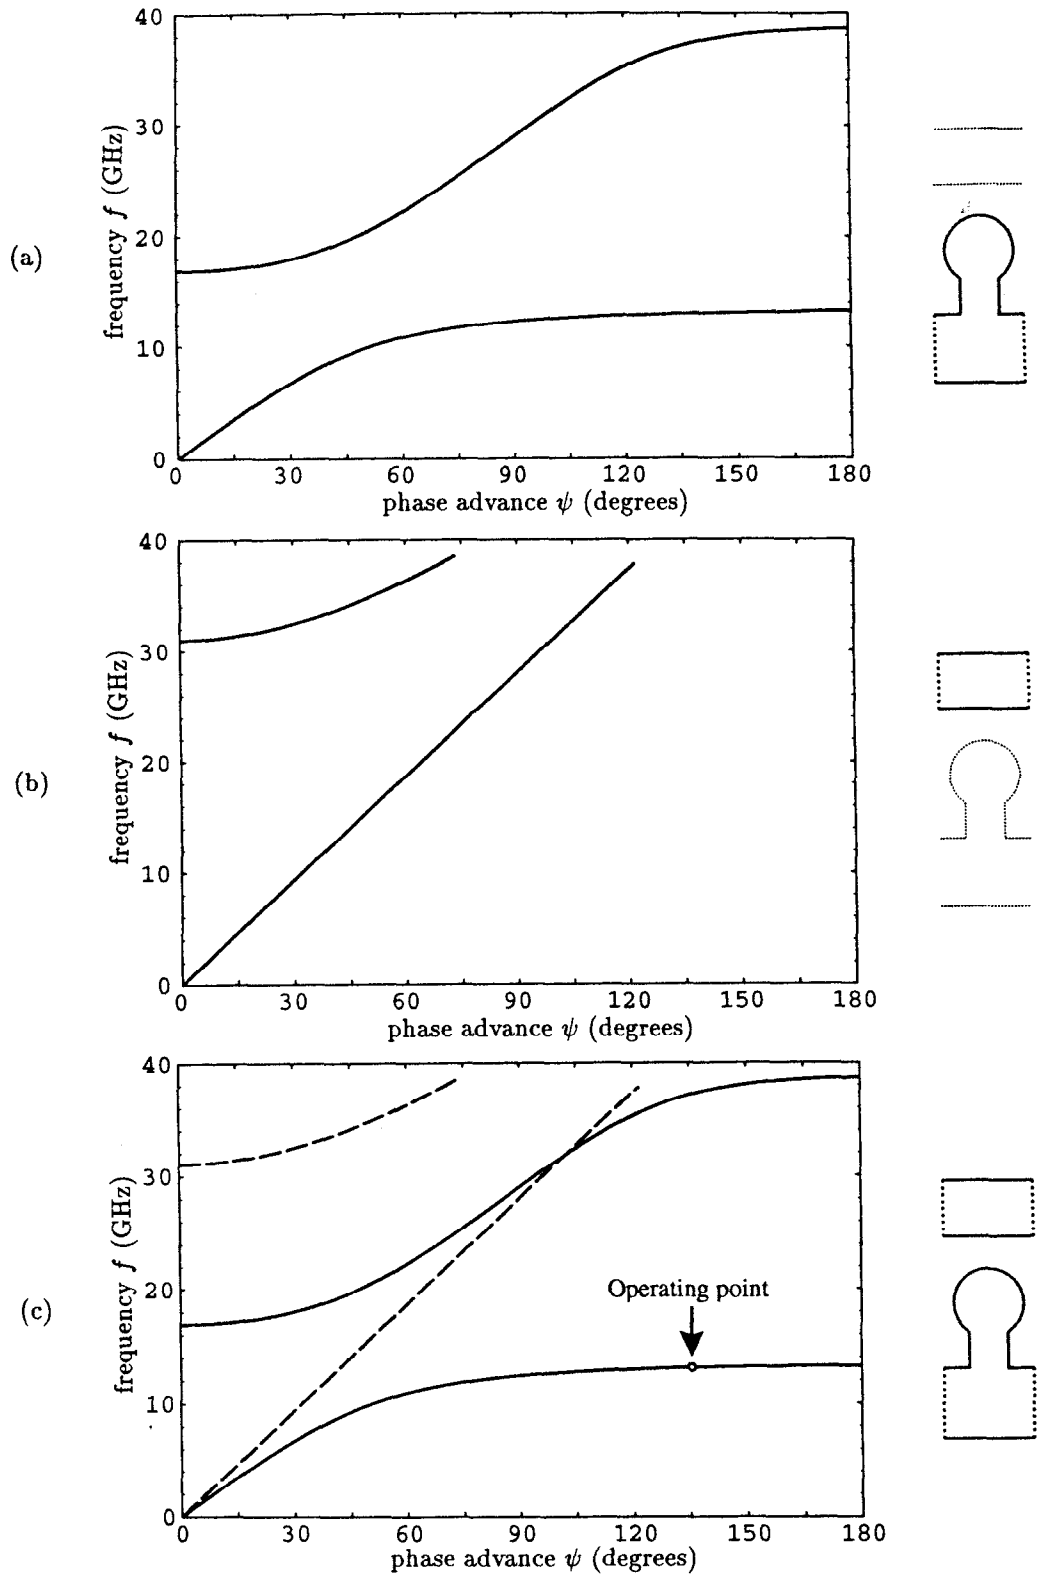 (a)
frequency f (GHz)
40
30
20
10
0
0 30 60 90 120 150 180
phase advance ψ (degrees)
(b)
frequency f (GHz)
40
30
20
10
0
0 30 60 90 120 150 180
phase advance ψ (degrees)
(c)
frequency f (GHz)
40
30
20
10
0
Operating point
0 30 60 90 120 150 180
phase advance ψ (degrees)